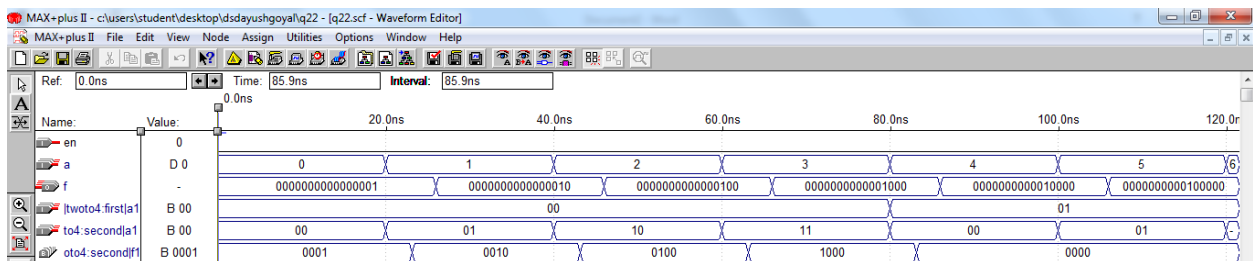 MAX+plus II - c:\users\student\desktop\dsdayushgoyal\q22 - [q22.scf - Waveform Editor]
MAX+plus II File Edit View Node Assign Utilities Options Window Help
Ref: 0.0ns Time: 85.9ns Interval: 85.9ns
0.0ns
Name: Value: 20.0ns 40.0ns 60.0ns 80.0ns 100.0ns 120.0n
en 0
a D 0 0 1 2 3 4 5 6
f - 0000000000000001 0000000000000010 0000000000000100 0000000000001000 0000000000010000 0000000000100000
|twoto4:first|a1 B 00 00 01
to4:second|a1 B 00 00 01 10 11 00 01 -
oto4:second|f1 B 0001 0001 0010 0100 1000 0000